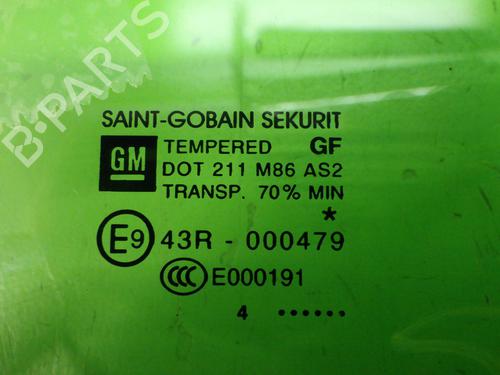 B-PARTS
SAINT-GOBAIN SEKURIT
GM TEMPERED GF
DOT 211 M86 AS2
TRANSP. 70% MIN
*
E9 43R - 000479
CCC E000191
4 ......